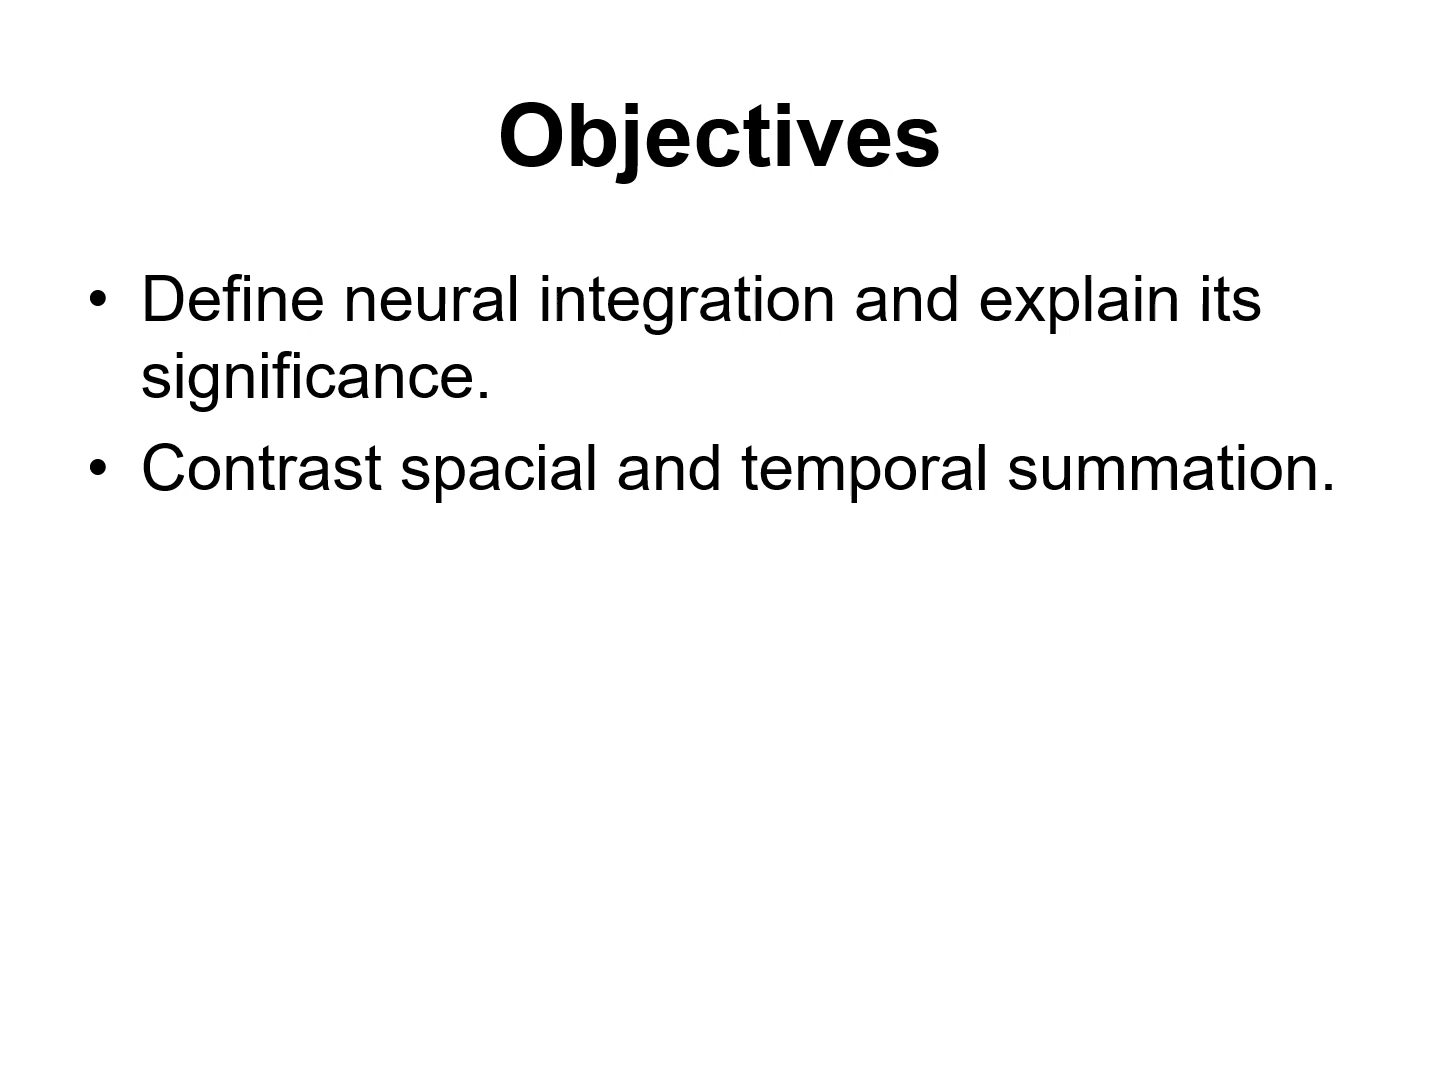 Objectives
• Define neural integration and explain its
significance.
• Contrast spacial and temporal summation.